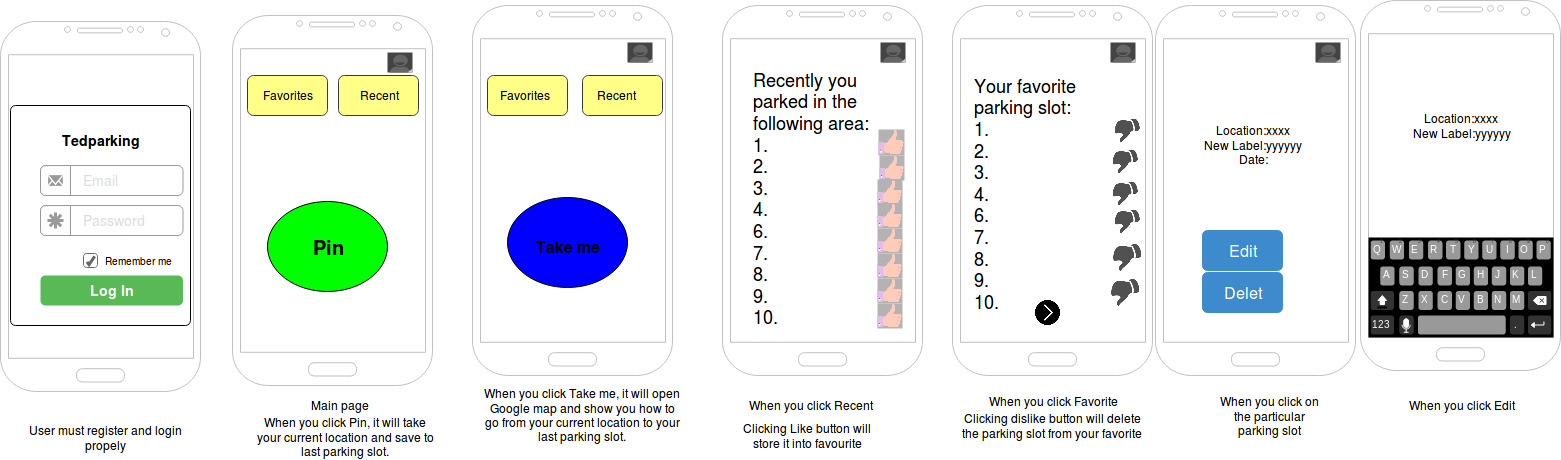 Tedparking
Email
Password
Remember me
Log In
User must register and login
propely
Favorites
Recent
Pin
Main page
When you click Pin, it will take
your current location and save to
last parking slot.
Favorites
Recent
Take me
When you click Take me, it will open
Google map and show you how to
go from your current location to your
last parking slot.
Recently you
parked in the
following area:
1.
2.
3.
4.
6.
7.
8.
9.
10.
When you click Recent
Clicking Like button will
store it into favourite
Your favorite
parking slot:
1.
2.
3.
4.
6.
7.
8.
9.
10.
When you click Favorite
Clicking dislike button will delete
the parking slot from your favorite
Location:xxxx
New Label:yyyyyy
Date:
Edit
Delet
When you click on
the particular
parking slot
Location:xxxx
New Label:yyyyyy
Q W E R T Y U I O P
A S D F G H J K L
Z X C V B N M
123 .
When you click Edit